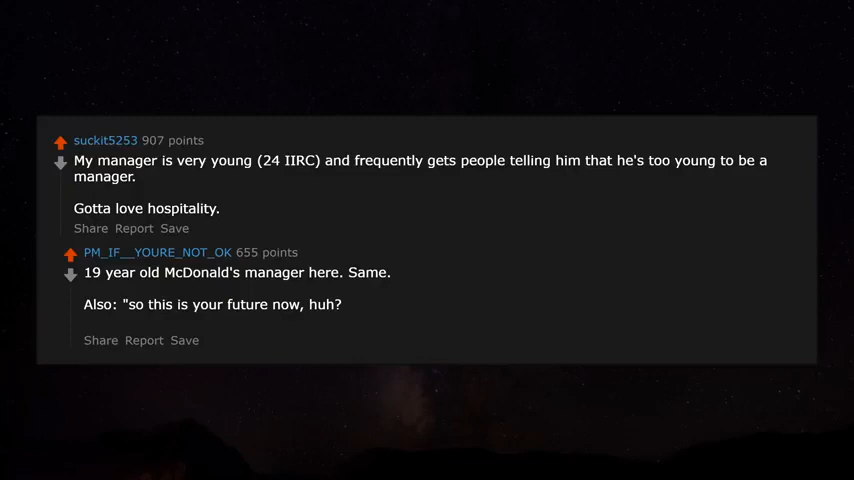 suckit5253 907 points
My manager is very young (24 IIRC) and frequently gets people telling him that he's too young to be a
manager.
Gotta love hospitality.
Share Report Save
PM_IF__YOURE_NOT_OK 655 points
19 year old McDonald's manager here. Same.
Also: "so this is your future now, huh?
Share Report Save